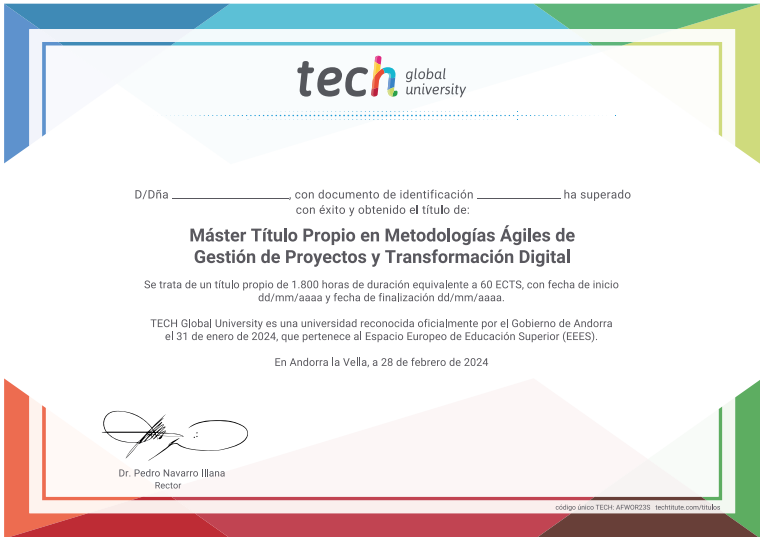 tech global university
D/Dña ____________________, con documento de identificación ______________ ha superado
con éxito y obtenido el título de:
Máster Título Propio en Metodologías Ágiles de
Gestión de Proyectos y Transformación Digital
Se trata de un título propio de 1.800 horas de duración equivalente a 60 ECTS, con fecha de inicio
dd/mm/aaaa y fecha de finalización dd/mm/aaaa.
TECH Global University es una universidad reconocida oficialmente por el Gobierno de Andorra
el 31 de enero de 2024, que pertenece al Espacio Europeo de Educación Superior (EEES).
En Andorra la Vella, a 28 de febrero de 2024
Dr. Pedro Navarro Illana
Rector
código único TECH: AFWOR23S techtitute.com/titulos